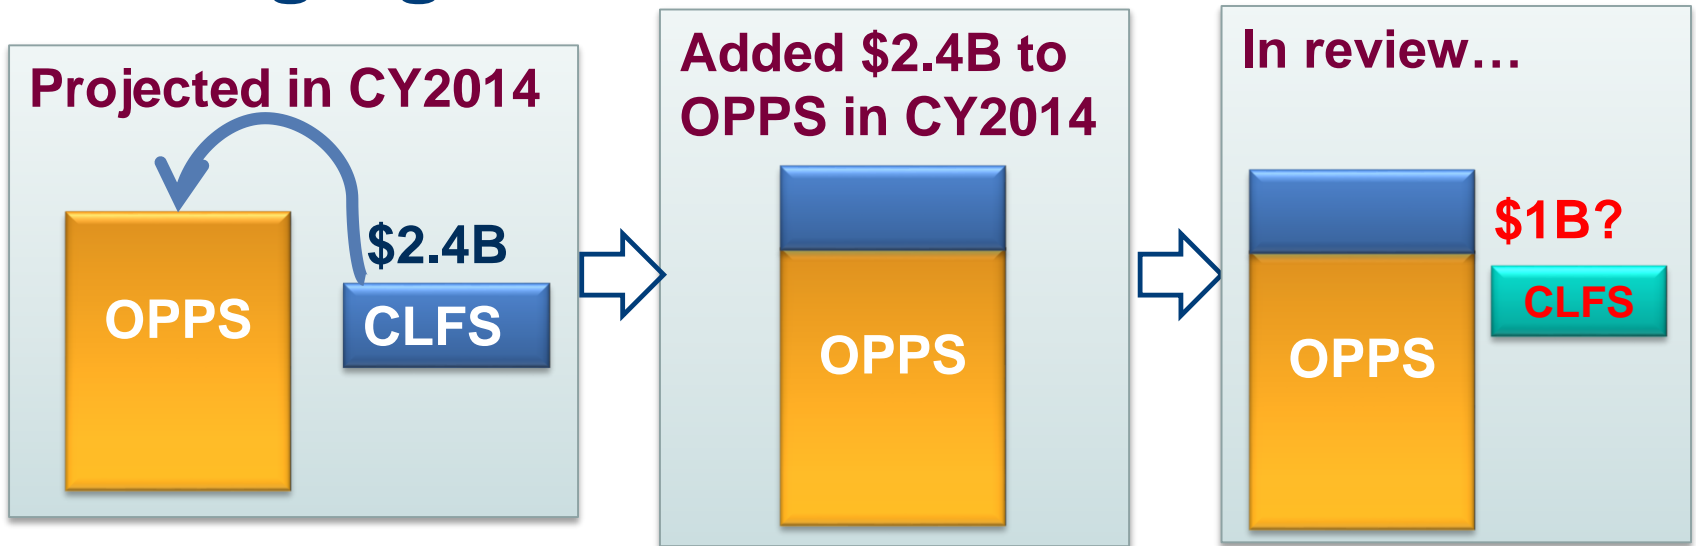 Projected in CY2014
$2.4B
OPPS
CLFS
Added $2.4B to
OPPS in CY2014
OPPS
In review…
$1B?
CLFS
OPPS